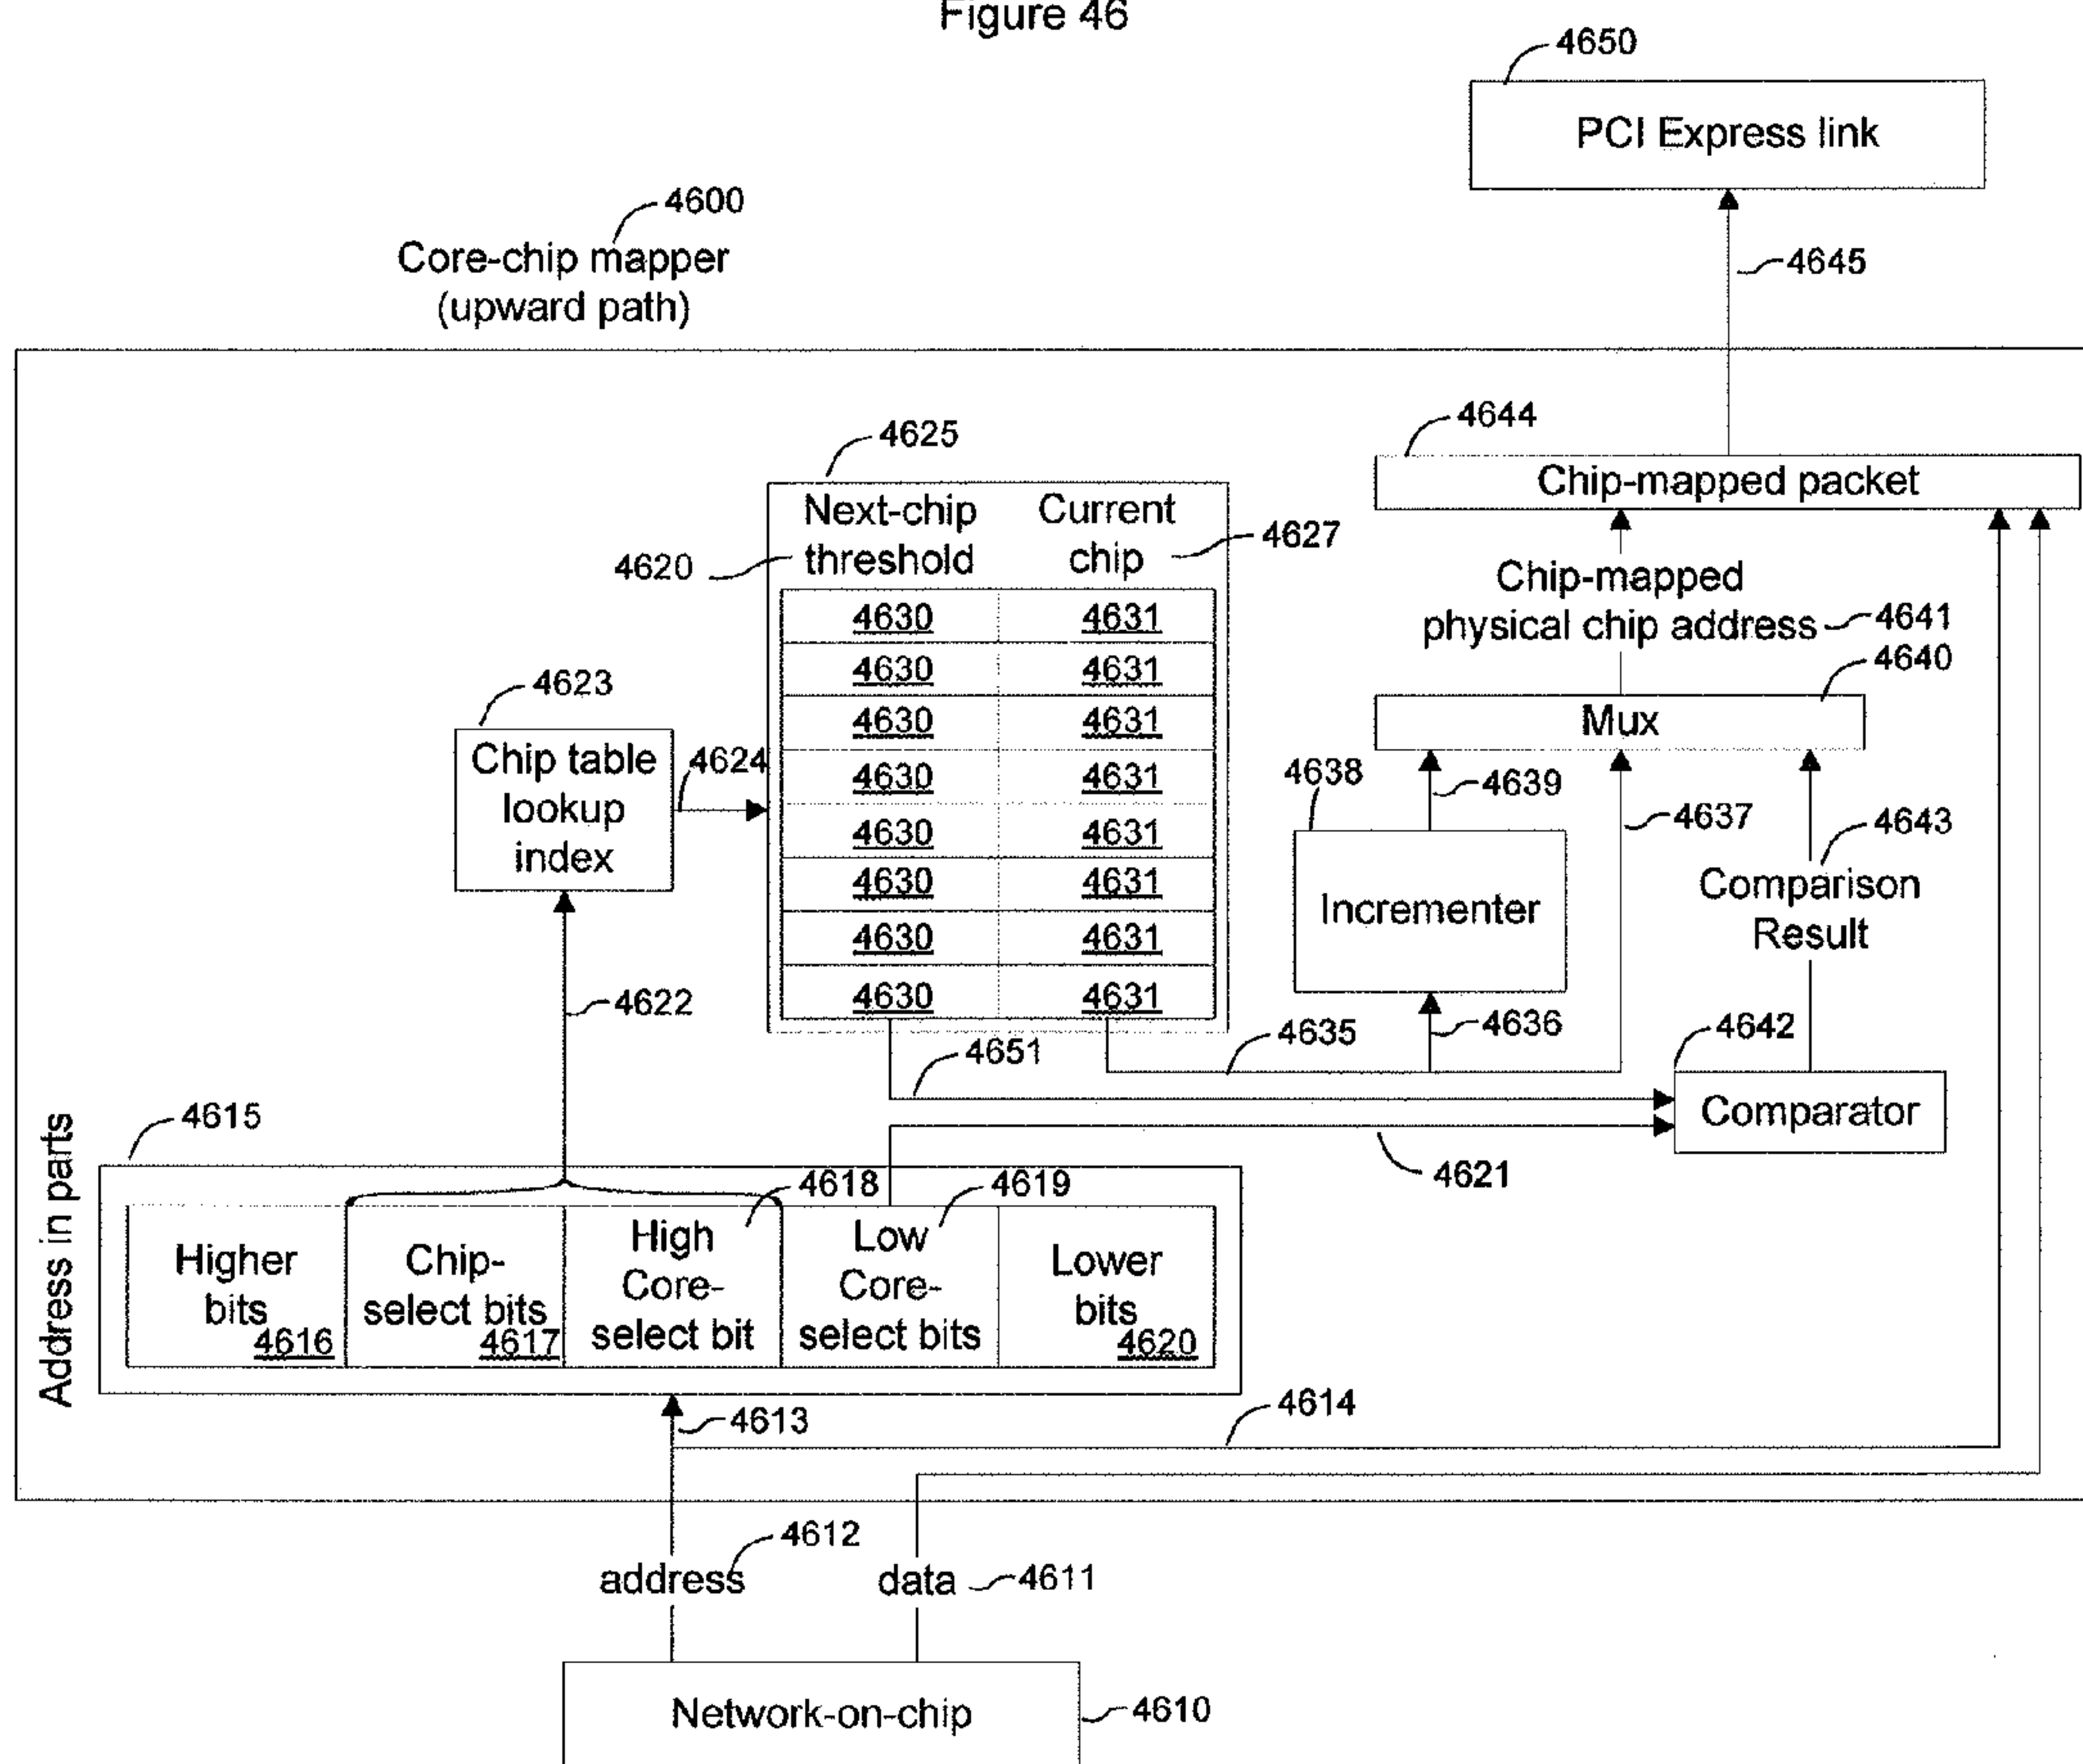 Figure 46
4650
PCI Express link
4600
Core-chip mapper
(upward path)
4645
4644
Chip-mapped packet
4625
Next-chip threshold
Current chip
4620
4627
4630 4631
4630 4631
4630 4631
4630 4631
4630 4631
4630 4631
4630 4631
4630 4631
Chip-mapped
physical chip address
4641
4640
Mux
4623
Chip table
lookup
index
4624
4638
4639
4637
4643
Incrementer
Comparison
Result
4622
4636
4635
4642
4651
Comparator
4621
Address in parts
4615
4618
4619
Higher
bits
4616
Chip-
select bits
4617
High
Core-
select bit
Low
Core-
select bits
Lower
bits
4620
4613
4614
4612
address
data
4611
Network-on-chip
4610